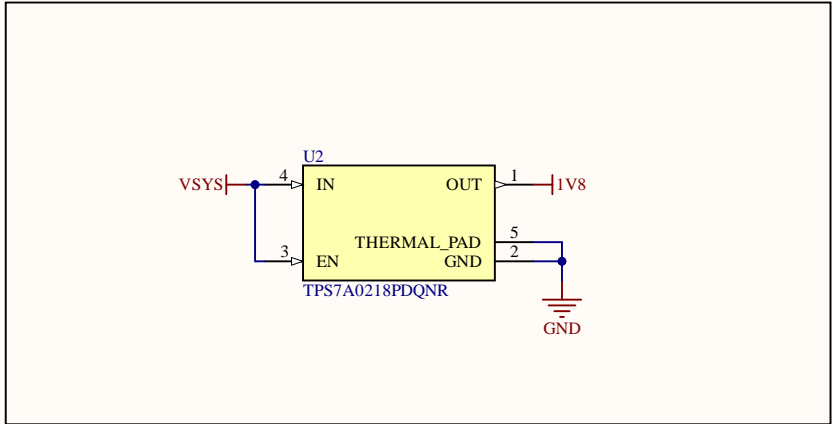 U2
VSYS 4 IN OUT 1 1V8
THERMAL_PAD 5
3 EN GND 2
TPS7A0218PDQNR
GND